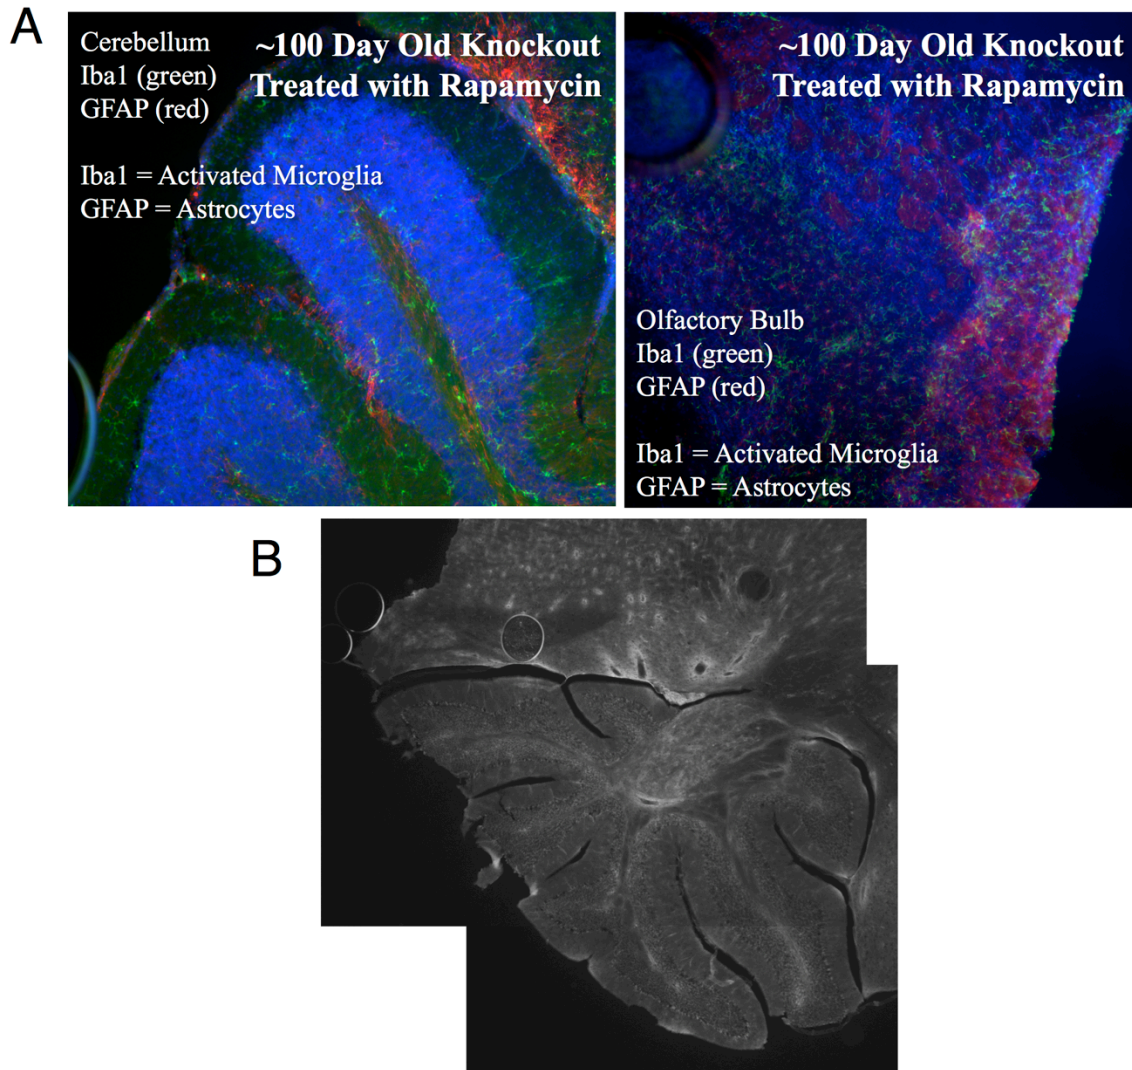 A
Cerebellum
Iba1 (green)
GFAP (red)
Iba1 = Activated Microglia
GFAP = Astrocytes
~100 Day Old Knockout
Treated with Rapamycin
~100 Day Old Knockout
Treated with Rapamycin
Olfactory Bulb
Iba1 (green)
GFAP (red)
Iba1 = Activated Microglia
GFAP = Astrocytes
B